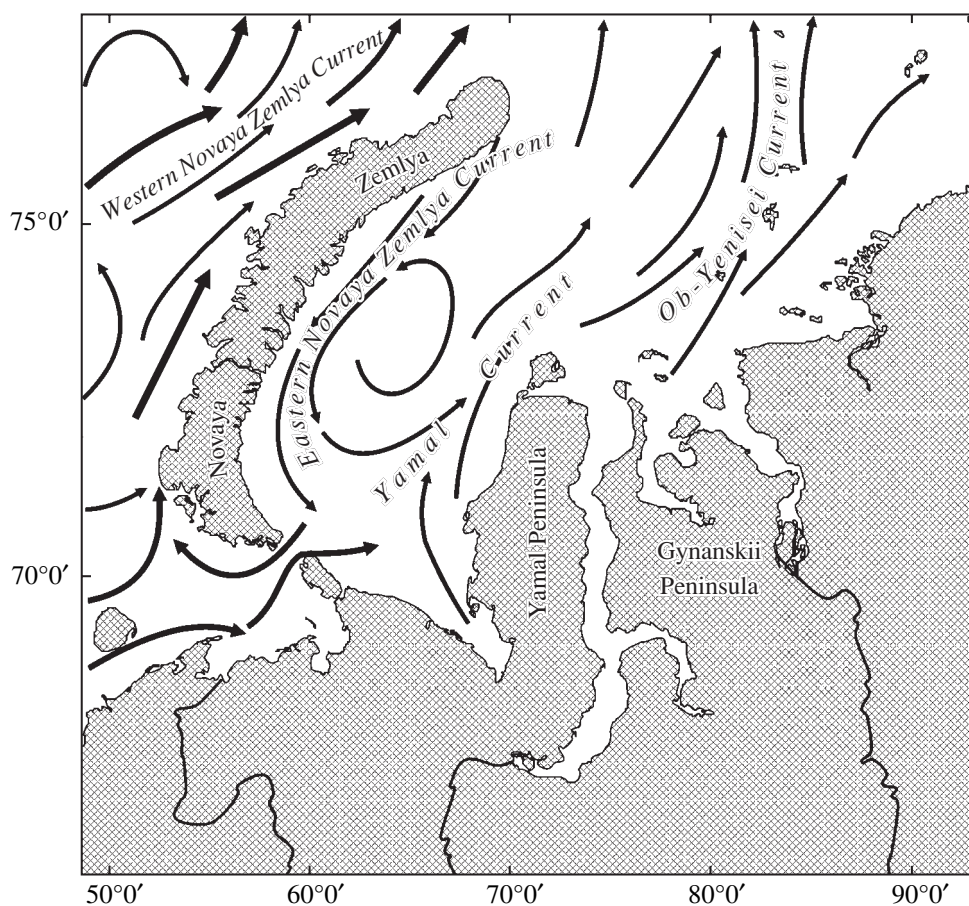 Western Novaya Zemlya Current
Zemlya
Eastern Novaya Zemlya Current
Ob-Yenisei Current
75°0′
Yamal Current
Novaya
Yamal Peninsula
Gynanskii
Peninsula
70°0′
50°0′ 60°0′ 70°0′ 80°0′ 90°0′